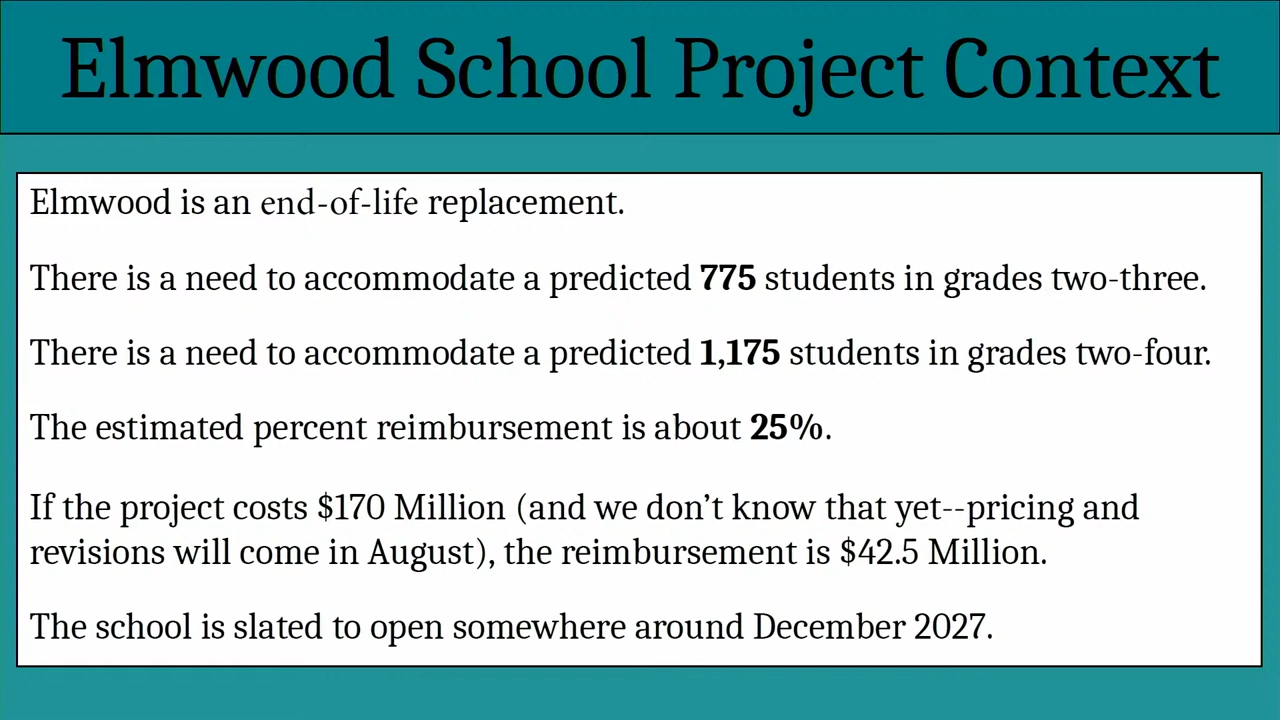 Elmwood School Project Context
Elmwood is an end-of-life replacement.
There is a need to accommodate a predicted 775 students in grades two-three.
There is a need to accommodate a predicted 1,175 students in grades two-four.
The estimated percent reimbursement is about 25%.
If the project costs $170 Million (and we don’t know that yet--pricing and
revisions will come in August), the reimbursement is $42.5 Million.
The school is slated to open somewhere around December 2027.